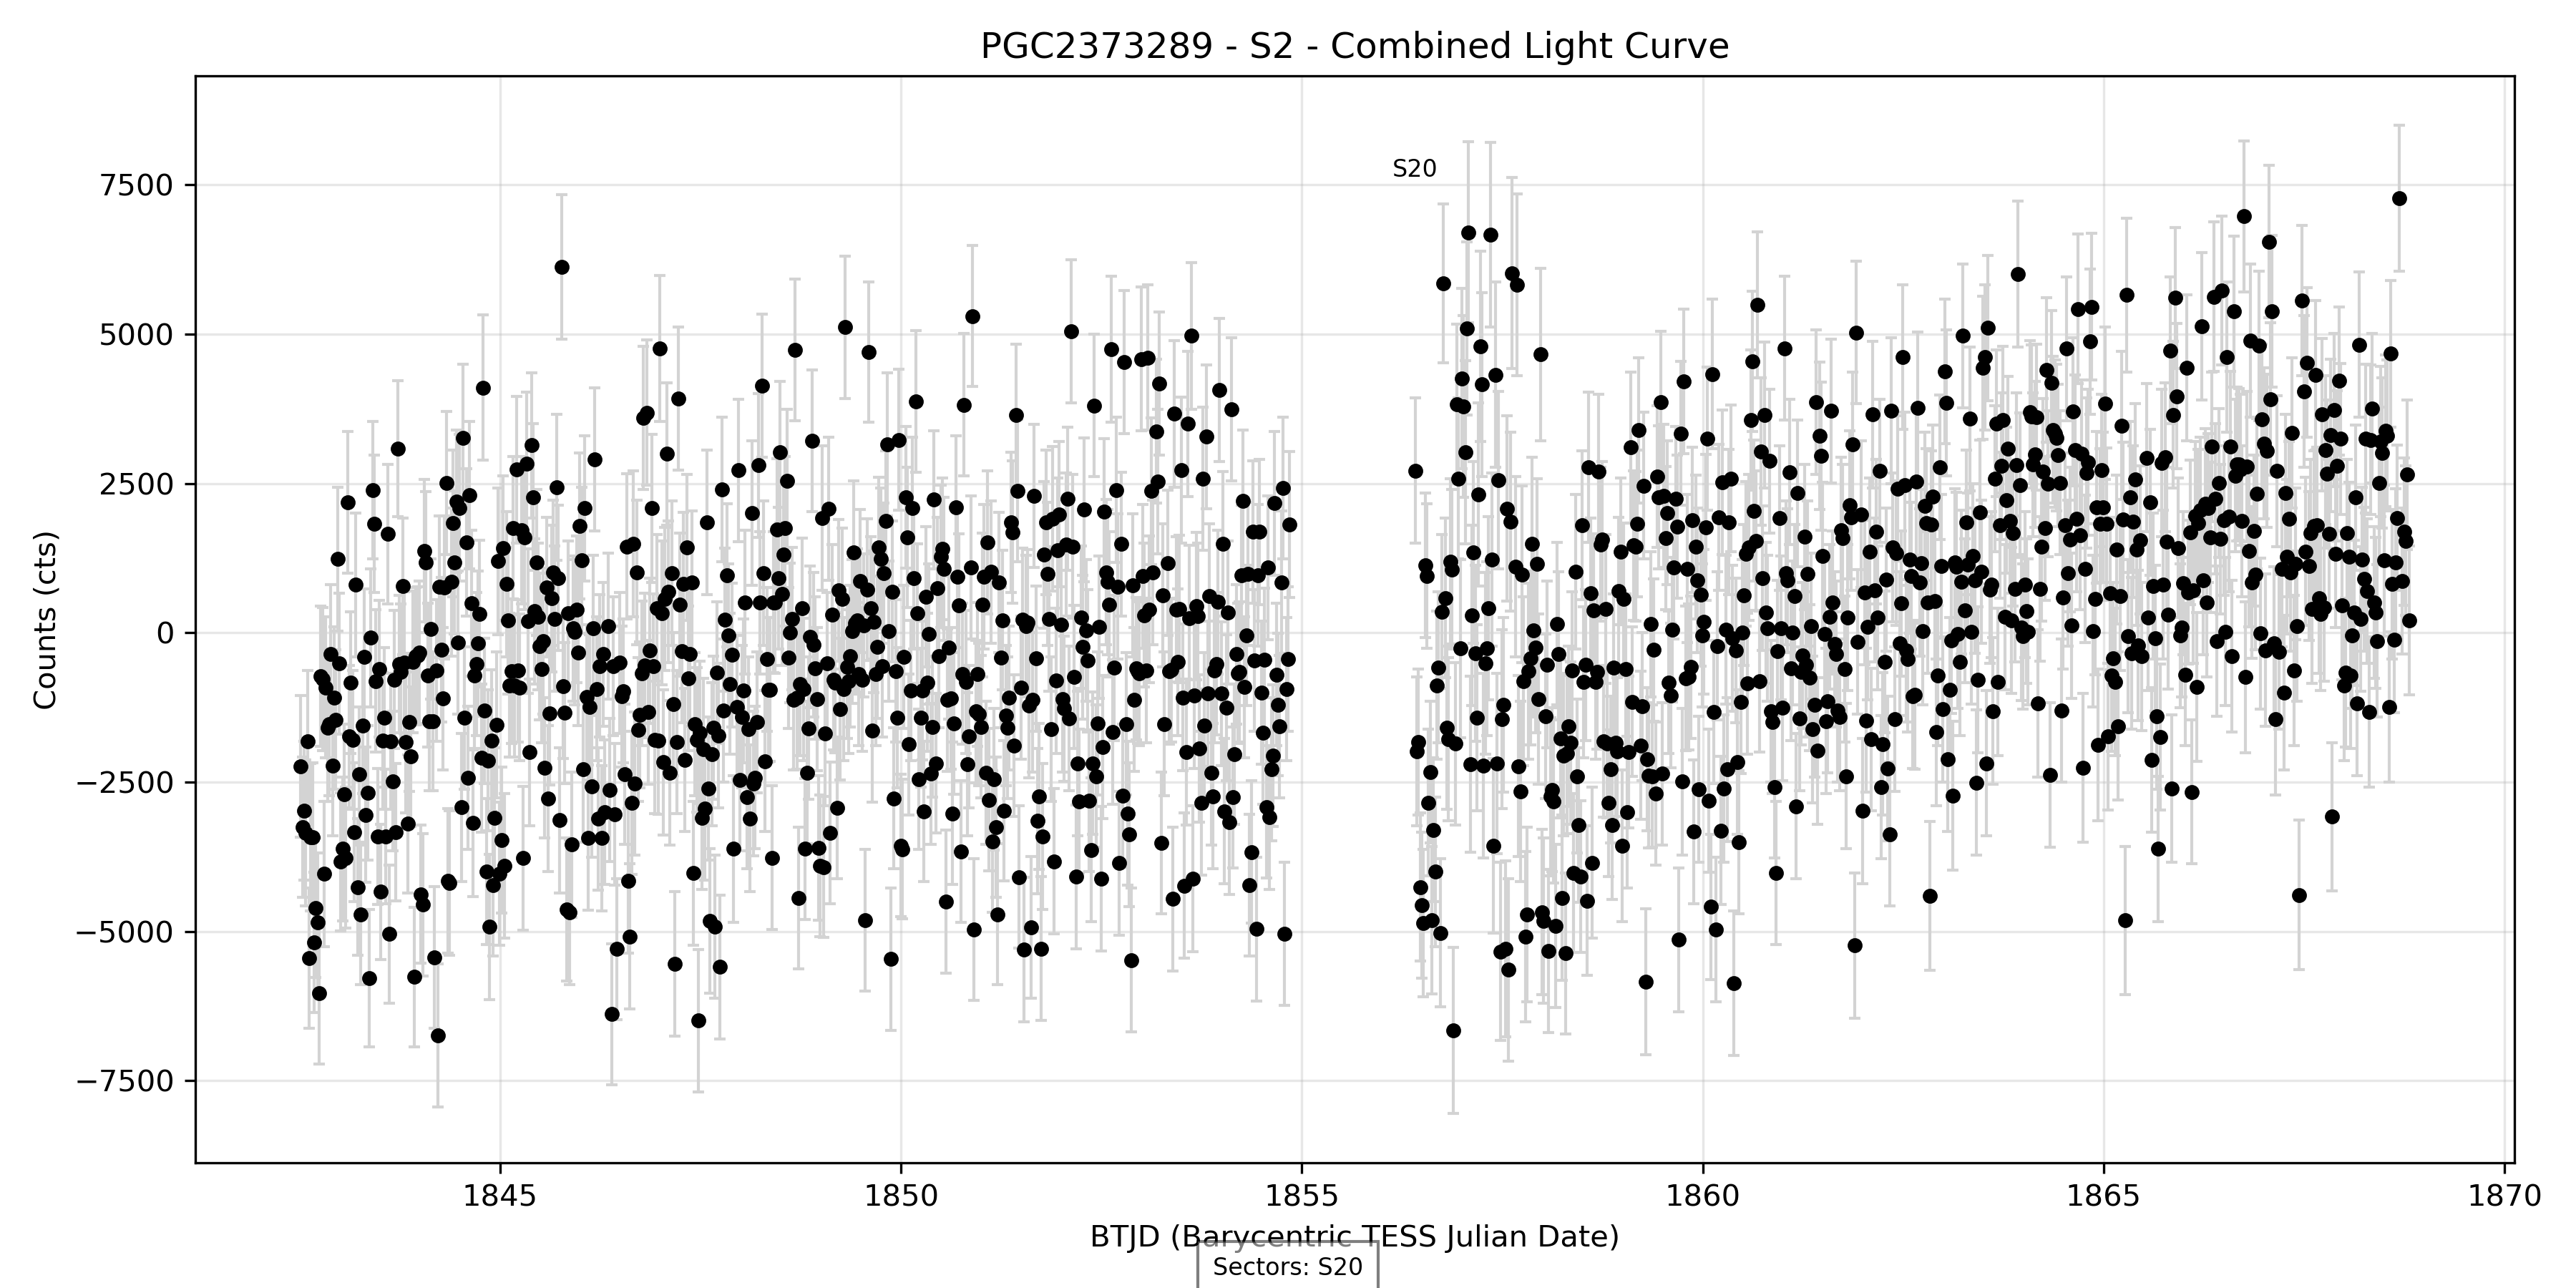 PGC2373289 - S2 - Combined Light Curve
Counts (cts)
7500
5000
2500
0
−2500
−5000
−7500
S20
1845
1850
1855
1860
1865
1870
BTJD (Barycentric TESS Julian Date)
Sectors: S20